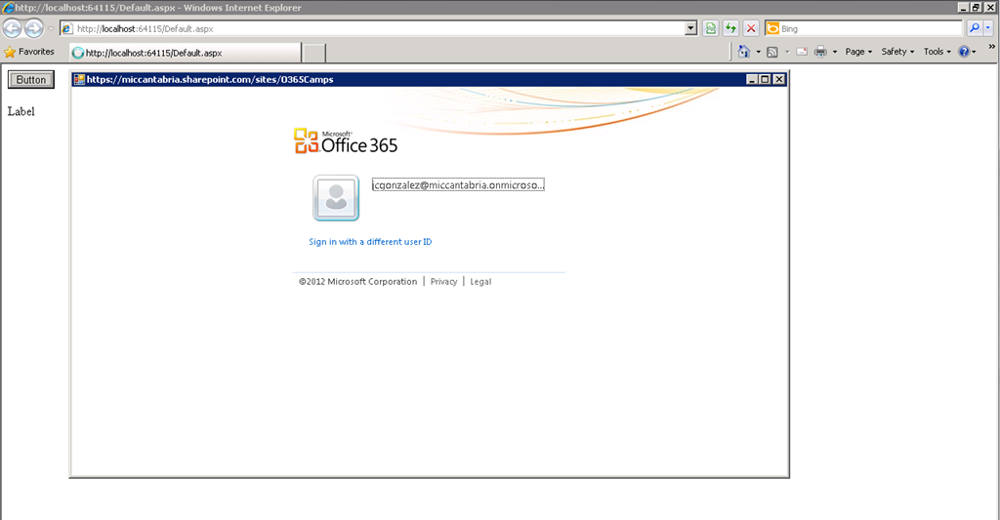 http://localhost:64115/Default.aspx - Windows Internet Explorer
http://localhost:64115/Default.aspx
Bing
Favorites
http://localhost:64115/Default.aspx
Page
Safety
Tools
»
Button
https://miccantabria.sharepoint.com/sites/O365Camps
Label
Microsoft®
Office 365
jcgonzalez@miccantabria.onmicroso...
Sign in with a different user ID
©2012 Microsoft Corporation | Privacy | Legal